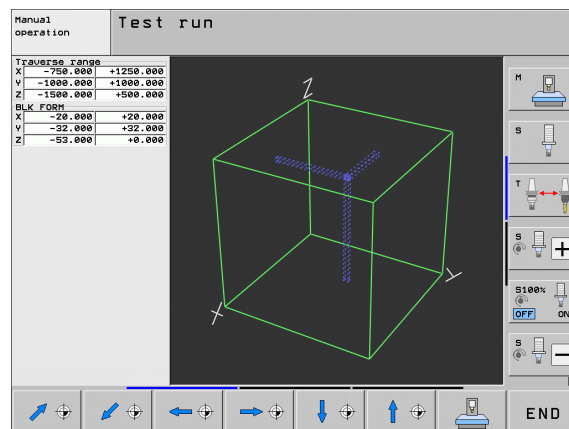 Manual operation
Test run
Traverse range
X -750.000 +1250.000
Y -1000.000 +1000.000
Z -1500.000 +500.000
BLK FORM
X -20.000 +20.000
Y -32.000 +32.000
Z -53.000 +0.000
Z
X
Y
M
S
T
S
+
S100%
OFF ON
S
-
END